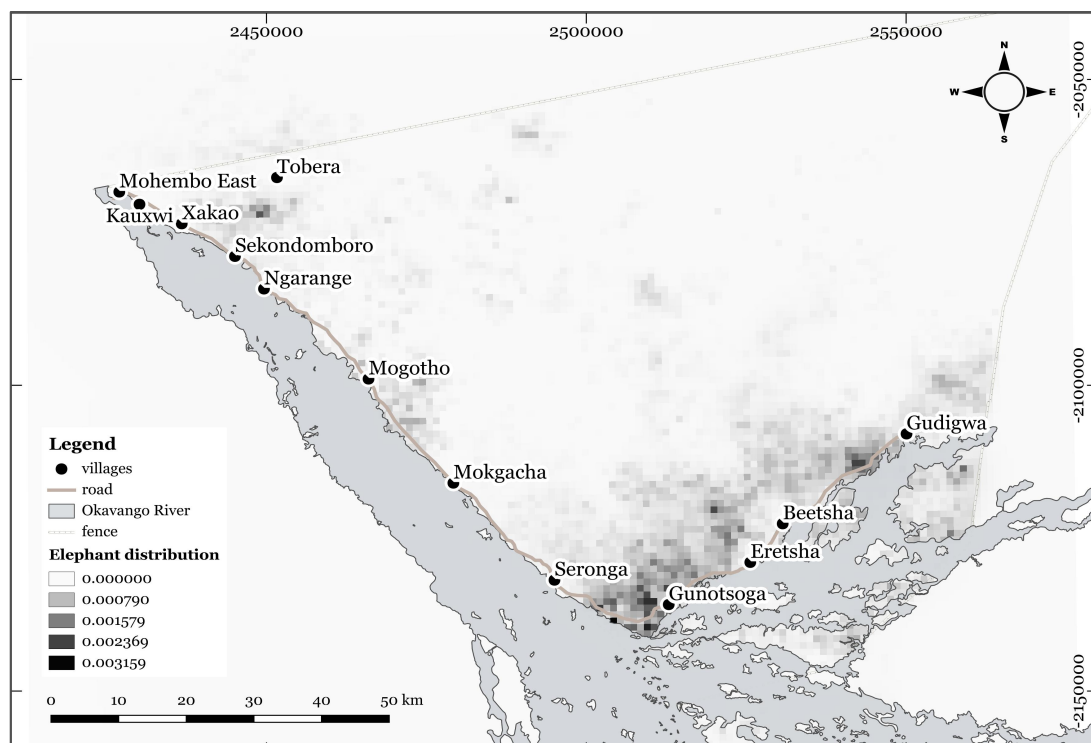 2450000
2500000
2550000
-2050000
-2100000
-2150000
N
W
E
S
Tobera
Mohembo East
Kauxwi
Xakao
Sekondomboro
Ngarange
Mogotho
Mokgacha
Seronga
Gunotsoga
Eretsha
Beetsha
Gudigwa
Legend
villages
road
Okavango River
fence
Elephant distribution
0.000000
0.000790
0.001579
0.002369
0.003159
0 10 20 30 40 50 km